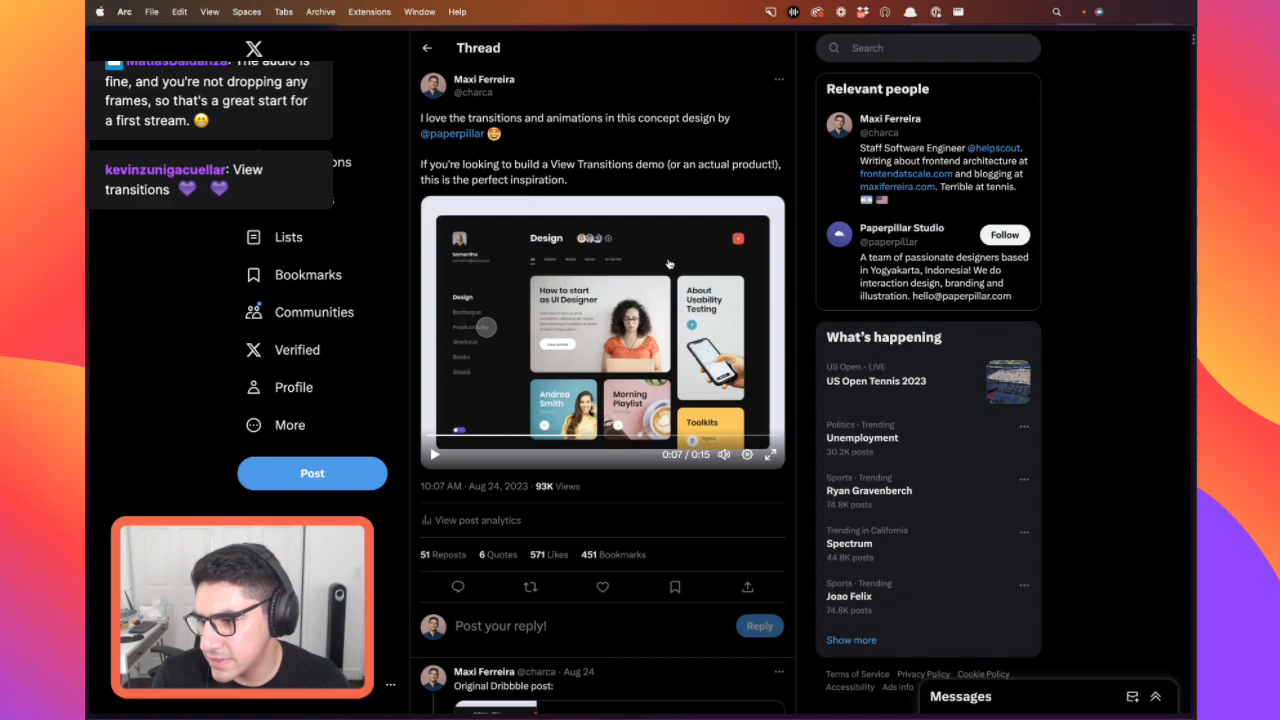 Arc File Edit View Spaces Tabs Archive Extensions Window Help
MatiasBaldanza: The audio is
fine, and you're not dropping any
frames, so that's a great start for
a first stream. 😁
kevinzunigacuellar: View
transitions 💜 💜
Lists
Bookmarks
Communities
Verified
Profile
More
Post
Thread
Maxi Ferreira
@charca
I love the transitions and animations in this concept design by
@paperpillar 🤩
If you're looking to build a View Transitions demo (or an actual product!),
this is the perfect inspiration.
Samantha
Design
Design
Barbeque
Productivity
Workout
Books
Snack
How to start
as UI Designer
About
Usability
Testing
Andrea
Smith
Morning
Playlist
Toolkits
Figma
0:07 / 0:15
10:07 AM · Aug 24, 2023 · 93K Views
View post analytics
51 Reposts 6 Quotes 571 Likes 451 Bookmarks
Post your reply!
Reply
Maxi Ferreira @charca · Aug 24
Original Dribbble post:
Search
Relevant people
Maxi Ferreira
@charca
Staff Software Engineer @helpscout.
Writing about frontend architecture at
frontendatscale.com and blogging at
maxiferreira.com. Terrible at tennis.
🇦🇷 🇺🇸
Paperpillar Studio
@paperpillar
Follow
A team of passionate designers based
in Yogyakarta, Indonesia! We do
interaction design, branding and
illustration. hello@paperpillar.com
What's happening
US Open · LIVE
US Open Tennis 2023
Politics · Trending
Unemployment
30.2K posts
Sports · Trending
Ryan Gravenberch
74.8K posts
Trending in California
Spectrum
44.8K posts
Sports · Trending
Joao Felix
74.8K posts
Show more
Terms of Service Privacy Policy Cookie Policy
Accessibility Ads Info
Messages